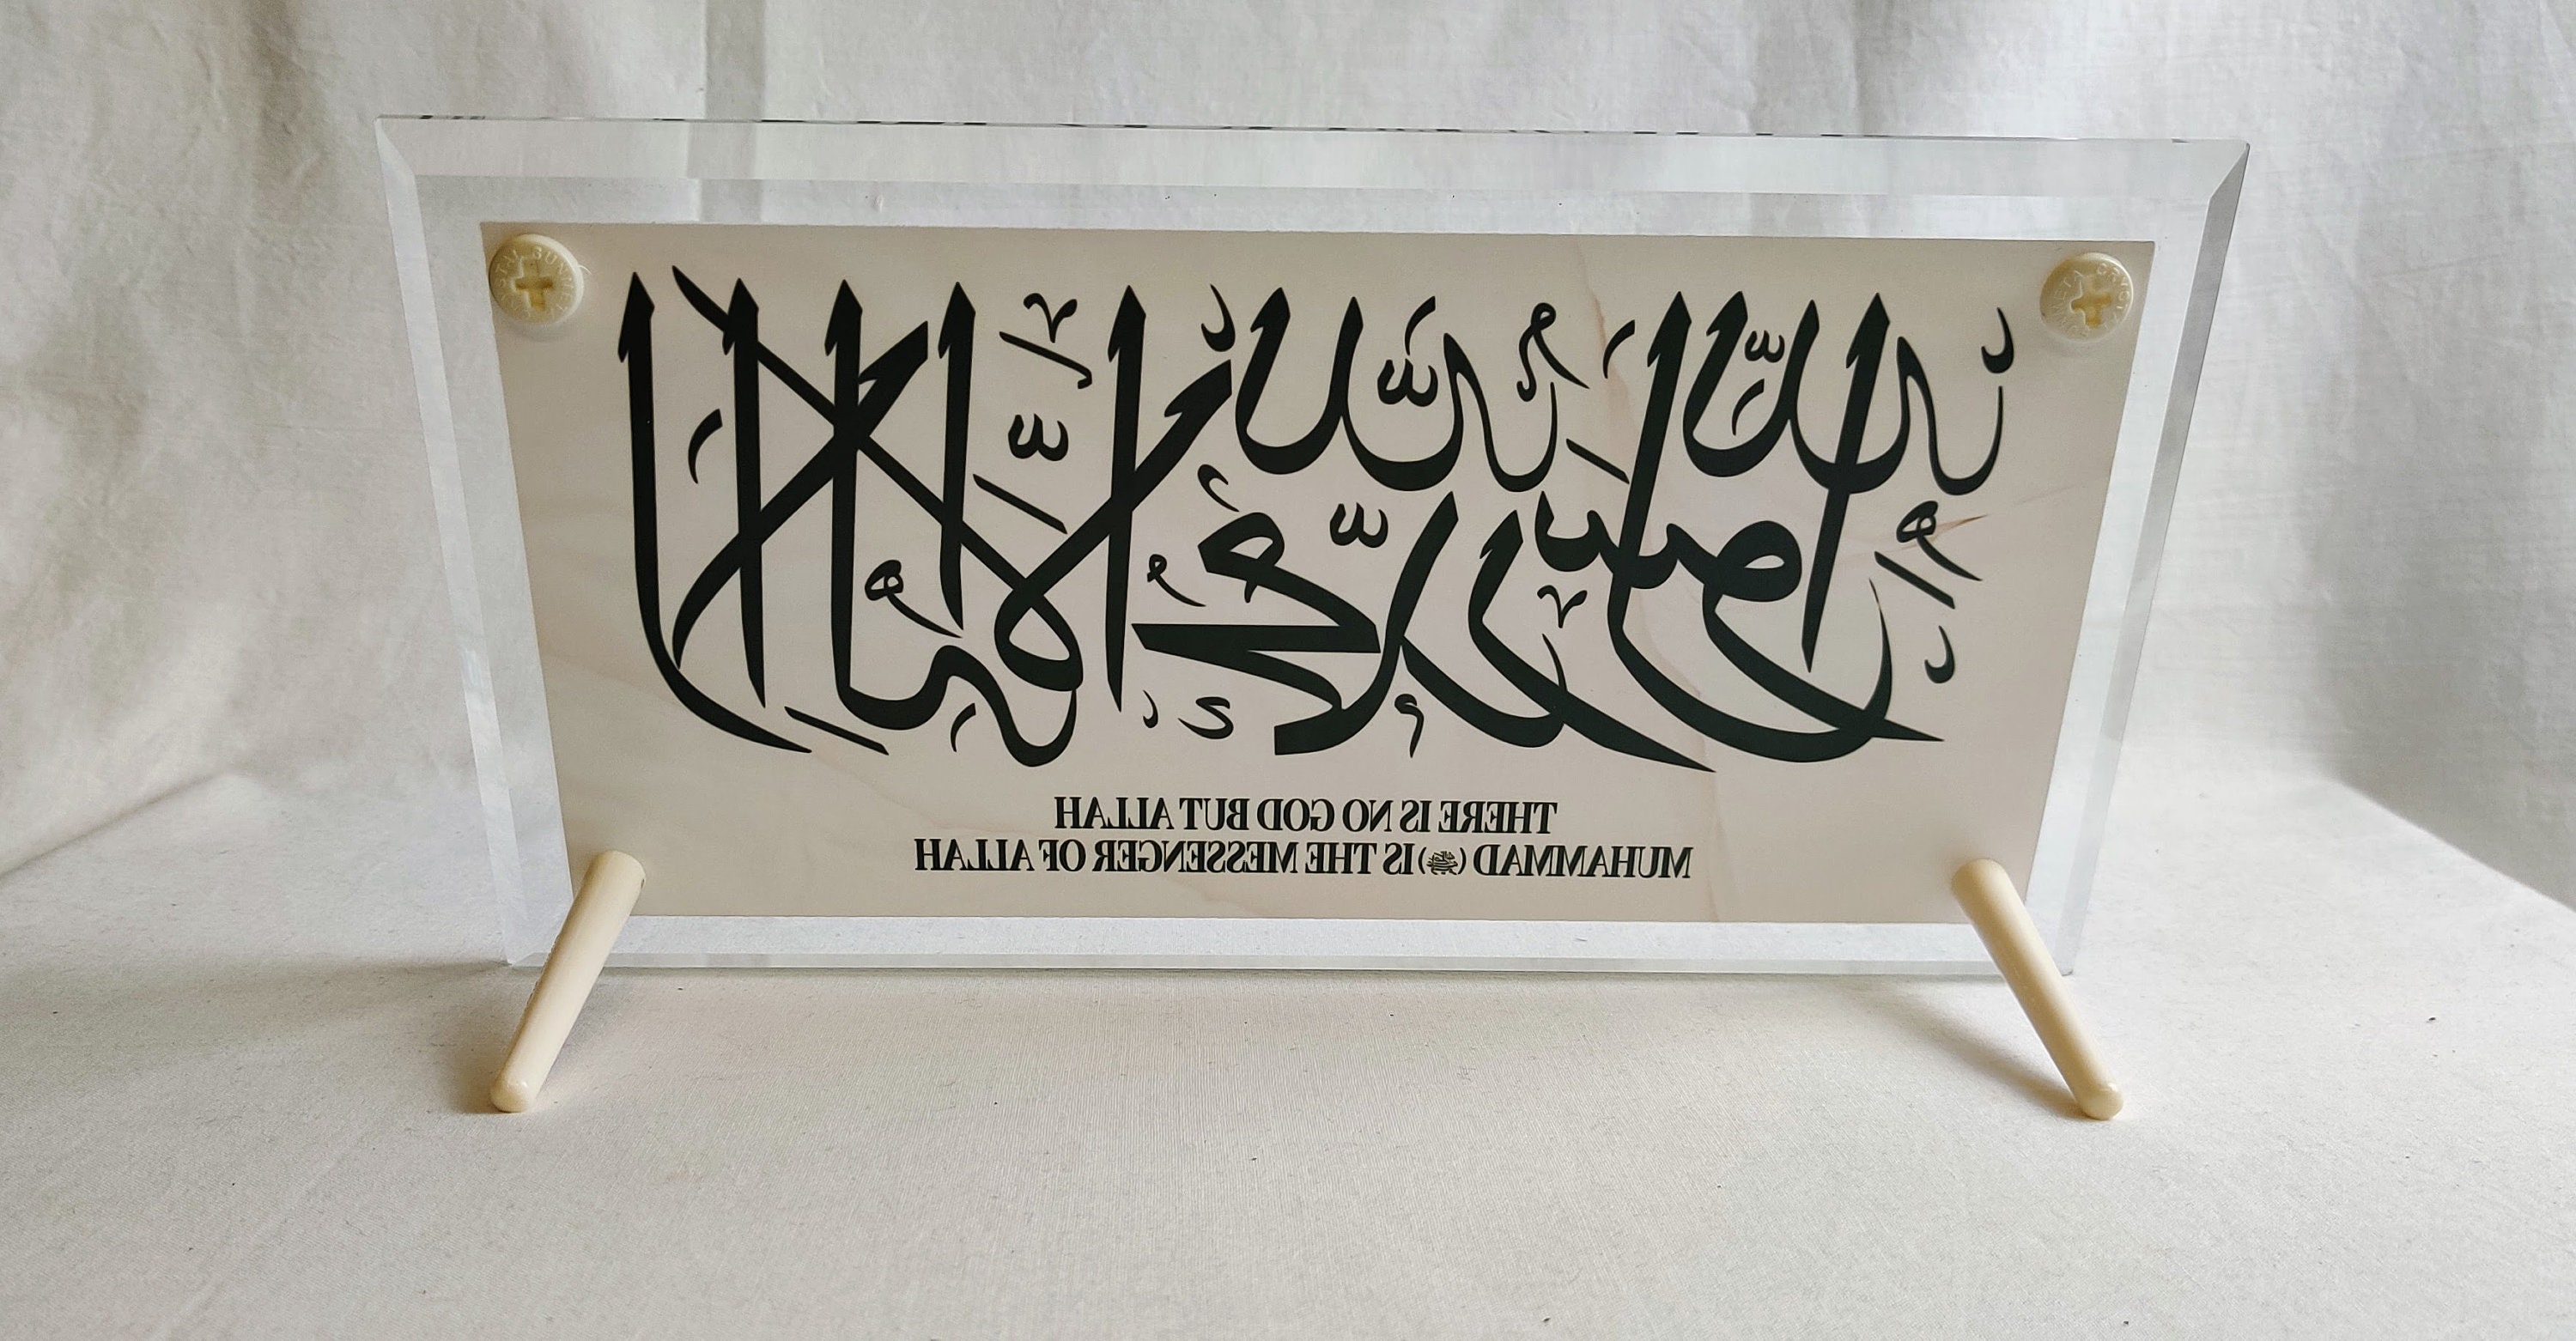 لا إله إلا الله محمد رسول الله
THERE IS NO GOD BUT ALLAH
MUHAMMAD (ﷺ) IS THE MESSENGER OF ALLAH